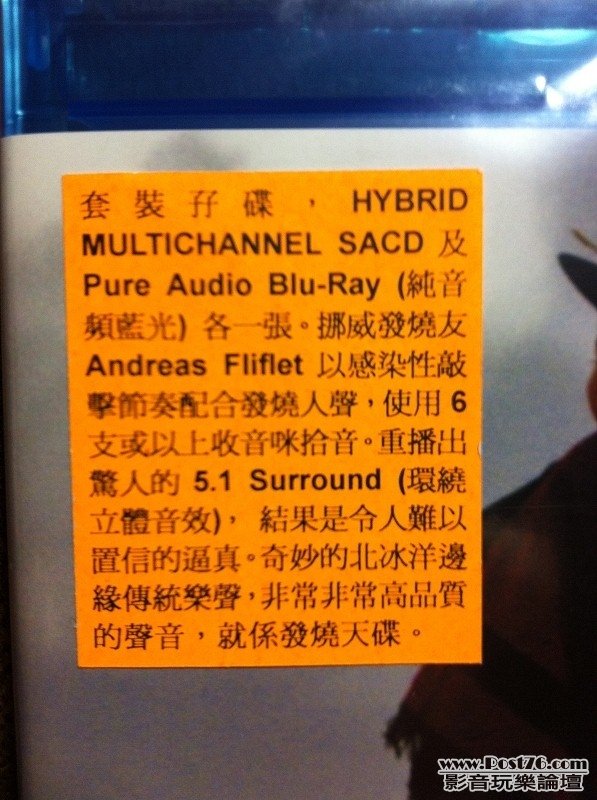 套裝孖碟，HYBRID
MULTICHANNEL SACD 及
Pure Audio Blu-Ray (純音
頻藍光) 各一張。挪威發燒友
Andreas Fliflet 以感染性敲
擊節奏配合發燒人聲，使用 6
支或以上收音咪拾音。重播出
驚人的 5.1 Surround (環繞
立體音效)， 結果是令人難以
置信的逼真。奇妙的北冰洋邊
緣傳統樂聲，非常非常高品質
的聲音，就係發燒天碟。
www.Post76.com
影音玩樂論壇